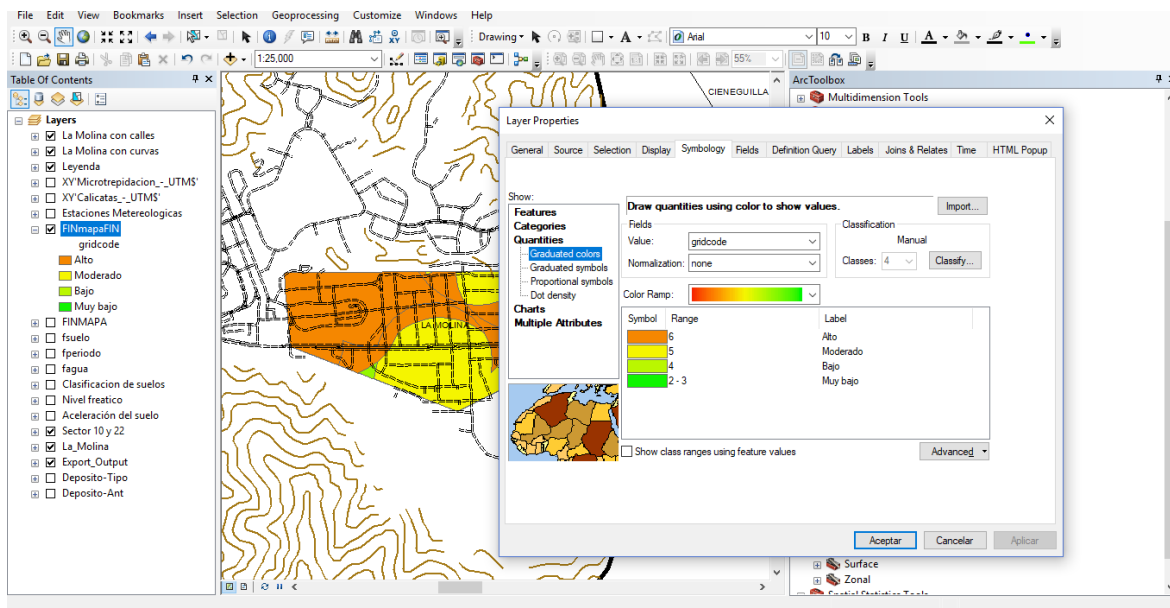 File Edit View Bookmarks Insert Selection Geoprocessing Customize Windows Help
Drawing A Arial 10 B I U A
1:25,000 55%
Table Of Contents
Layers
La Molina con calles
La Molina con curvas
Leyenda
XY'Microtrepidacion_-_UTM$'
XY'Calicatas_-_UTM$'
Estaciones Metereologicas
FINmapaFIN
gridcode
Alto
Moderado
Bajo
Muy bajo
FINMAPA
fsuelo
fperiodo
fagua
Clasificacion de suelos
Nivel freatico
Aceleración del suelo
Sector 10 y 22
La_Molina
Export_Output
Deposito-Tipo
Deposito-Ant
CIENEGUILLA
LA MOLINA
ArcToolbox
Multidimension Tools
Layer Properties
General Source Selection Display Symbology Fields Definition Query Labels Joins & Relates Time HTML Popup
Show:
Features
Categories
Quantities
Graduated colors
Graduated symbols
Proportional symbols
Dot density
Charts
Multiple Attributes
Draw quantities using color to show values.
Import...
Fields
Value: gridcode
Normalization: none
Classification
Manual
Classes: 4 Classify...
Color Ramp:
Symbol Range Label
6 Alto
5 Moderado
4 Bajo
2 - 3 Muy bajo
Show class ranges using feature values
Advanced
Aceptar Cancelar Aplicar
Surface
Zonal
Spatial Statistics Tools